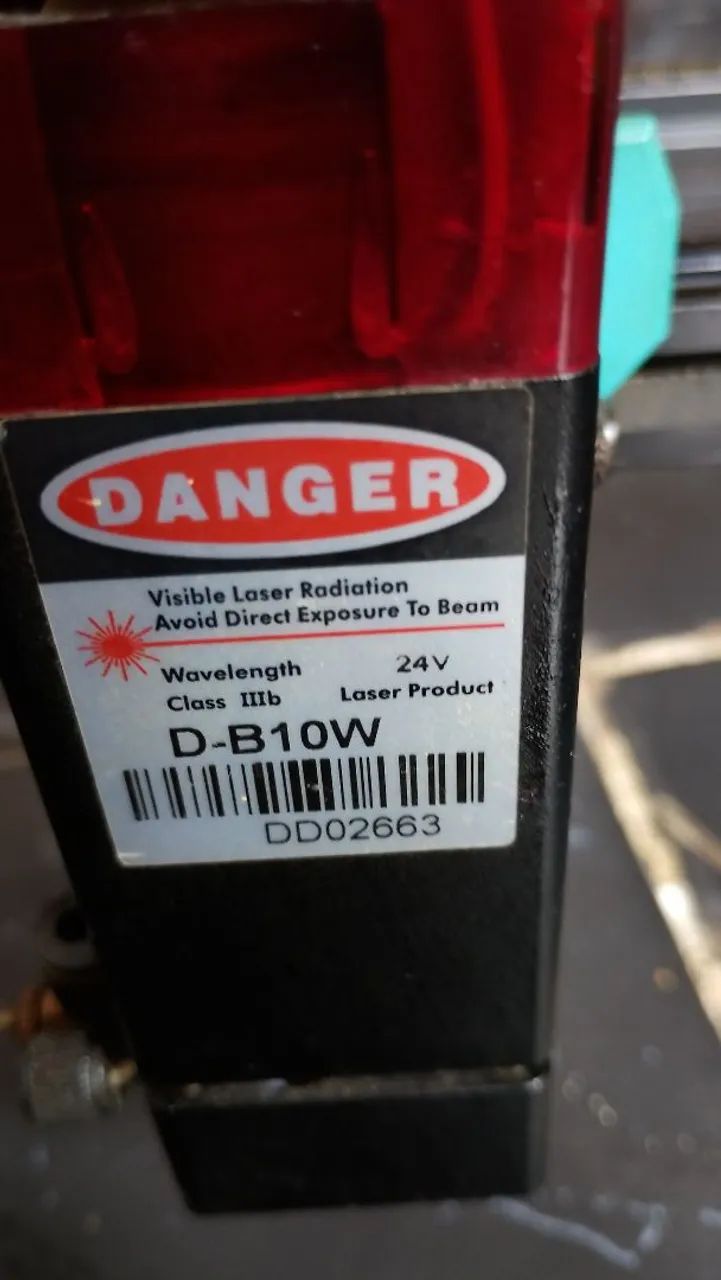 DANGER
Visible Laser Radiation
Avoid Direct Exposure To Beam
Wavelength 24V
Class IIIb Laser Product
D-B10W
DD02663